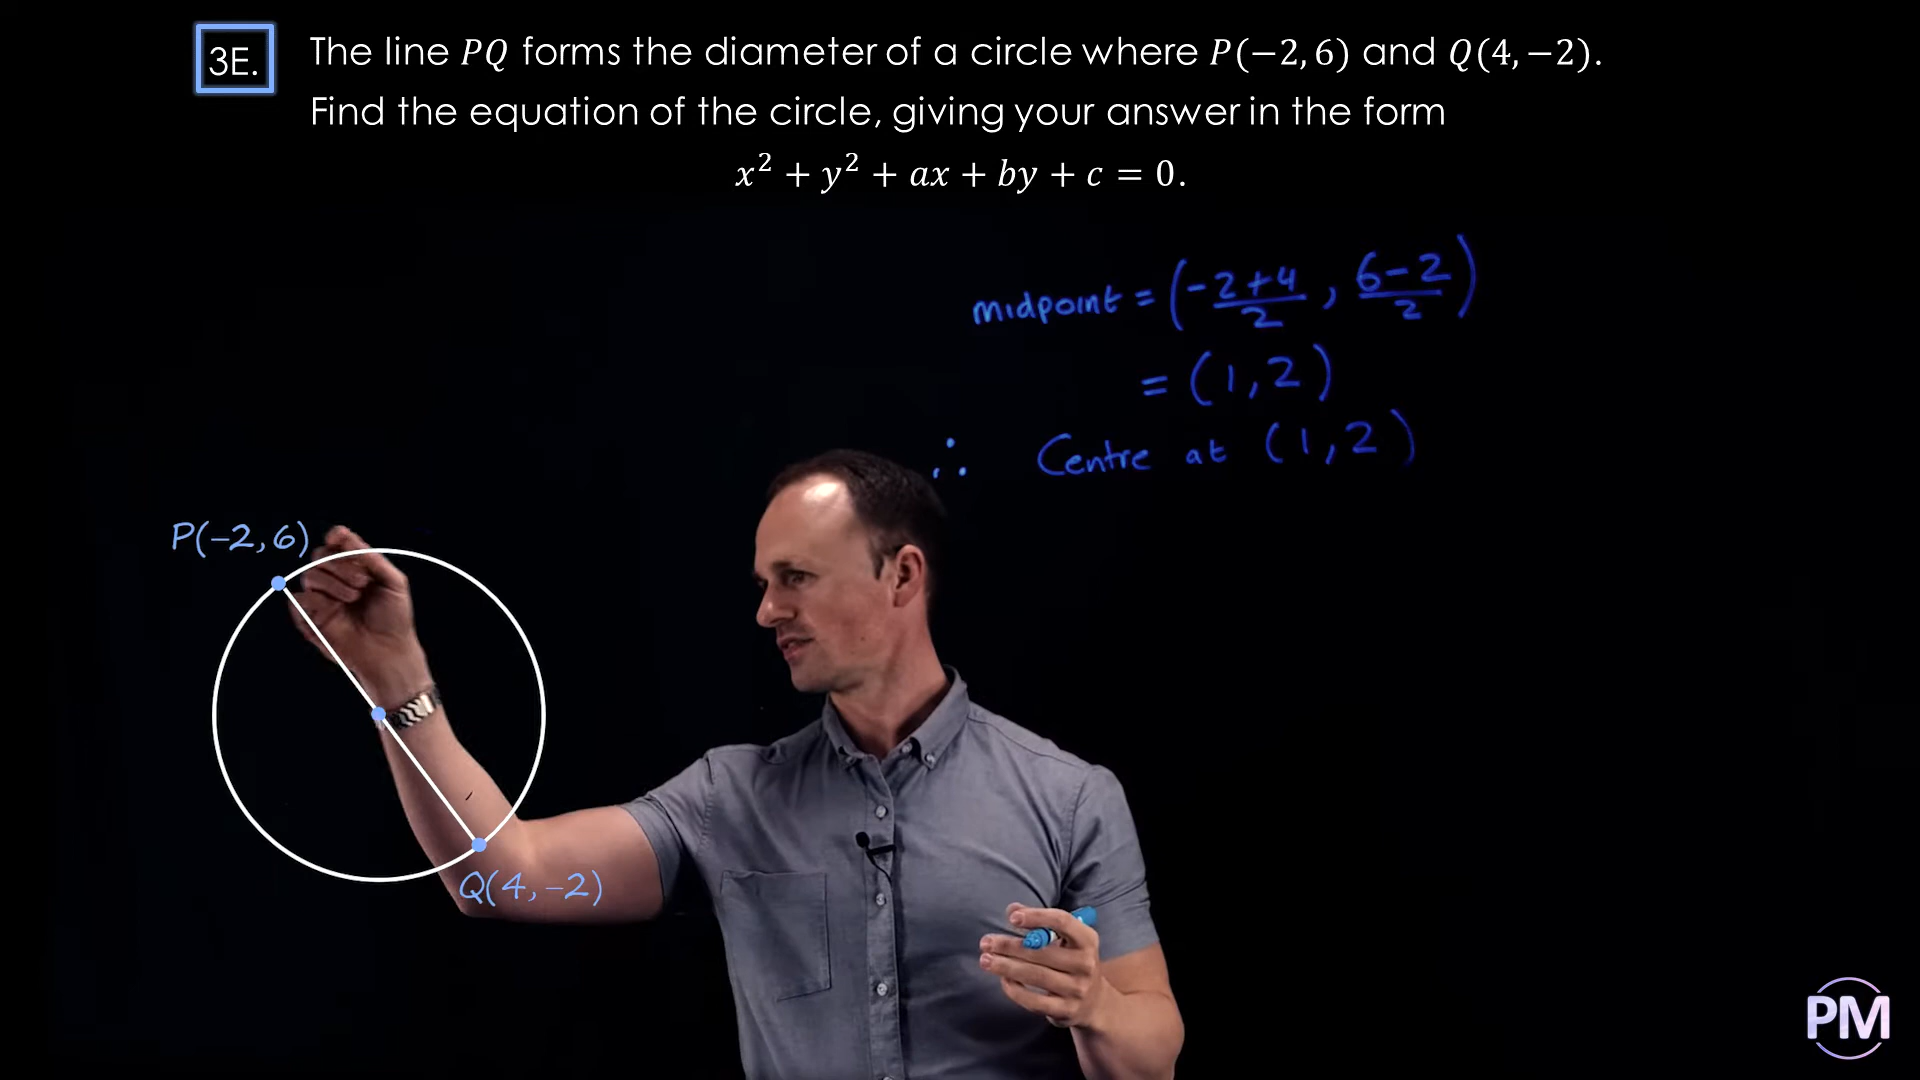 3E. The line PQ forms the diameter of a circle where P(−2, 6) and Q(4, −2).
Find the equation of the circle, giving your answer in the form
x² + y² + ax + by + c = 0.
midpoint = (-2+4/2, 6-2/2)
= (1, 2)
∴ Centre at (1, 2)
P(-2, 6)
Q(4, -2)
PM